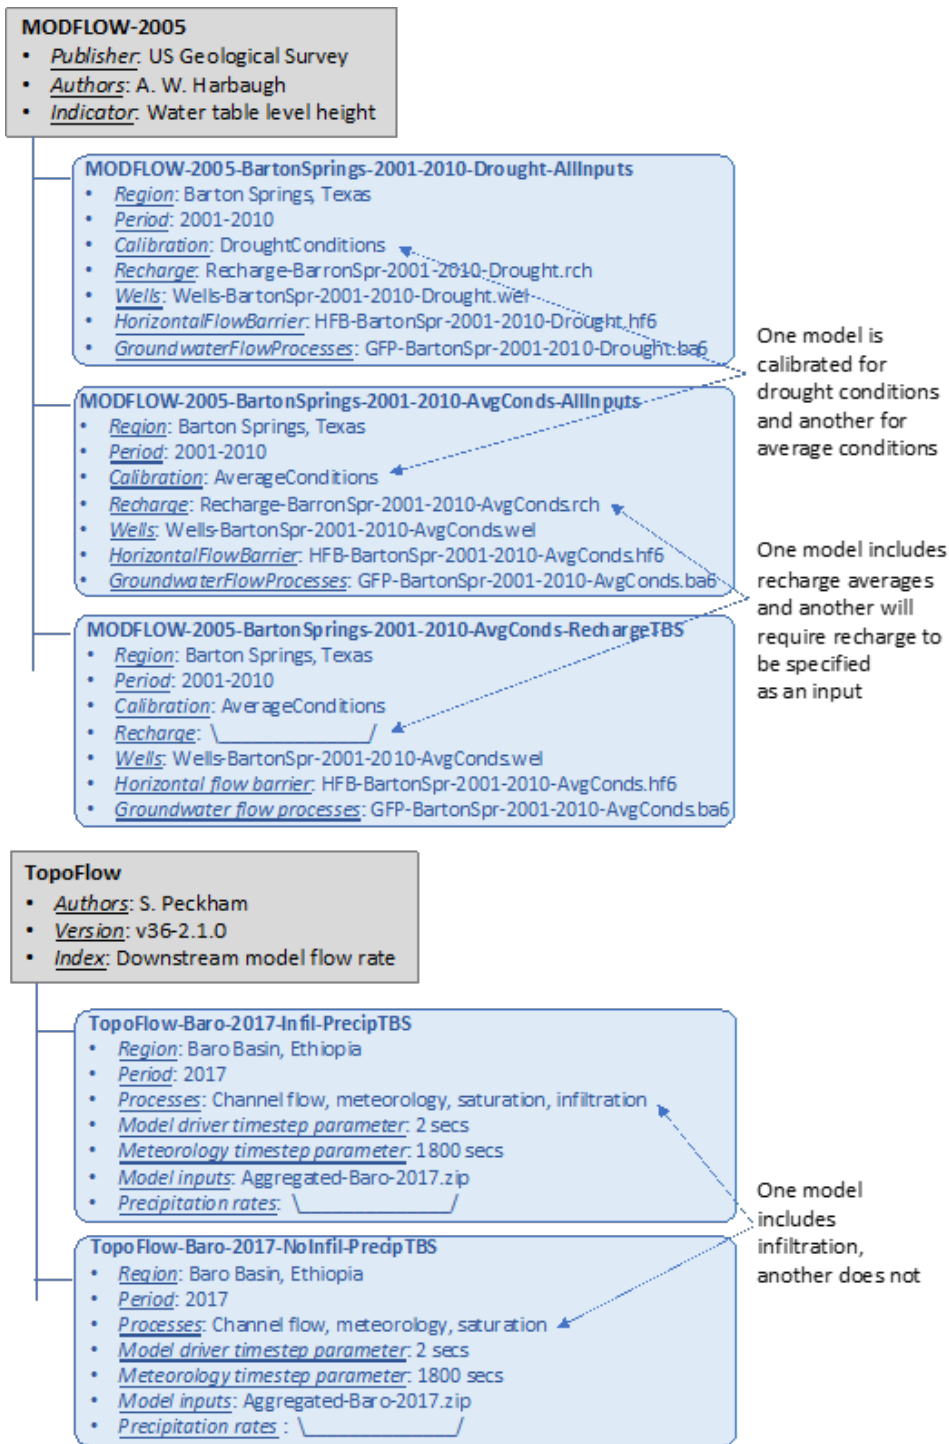 MODFLOW-2005
• Publisher: US Geological Survey
• Authors: A. W. Harbaugh
• Indicator: Water table level height
MODFLOW-2005-BartonSprings-2001-2010-Drought-AllInputs
• Region: Barton Springs, Texas
• Period: 2001-2010
• Calibration: DroughtConditions
• Recharge: Recharge-BarronSpr-2001-2010-Drought.rch
• Wells: Wells-BartonSpr-2001-2010-Drought.wel
• HorizontalFlowBarrier: HFB-BartonSpr-2001-2010-Drought.hf6
• GroundwaterFlowProcesses: GFP-BartonSpr-2001-2010-Drought.ba6
One model is
calibrated for
drought conditions
and another for
average conditions
MODFLOW-2005-BartonSprings-2001-2010-AvgConds-AllInputs
• Region: Barton Springs, Texas
• Period: 2001-2010
• Calibration: AverageConditions
• Recharge: Recharge-BarronSpr-2001-2010-AvgConds.rch
• Wells: Wells-BartonSpr-2001-2010-AvgConds.wel
• HorizontalFlowBarrier: HFB-BartonSpr-2001-2010-AvgConds.hf6
• GroundwaterFlowProcesses: GFP-BartonSpr-2001-2010-AvgConds.ba6
One model includes
recharge averages
and another will
require recharge to
be specified
as an input
MODFLOW-2005-BartonSprings-2001-2010-AvgConds-RechargeTBS
• Region: Barton Springs, Texas
• Period: 2001-2010
• Calibration: AverageConditions
• Recharge: \_______________/
• Wells: Wells-BartonSpr-2001-2010-AvgConds.wel
• Horizontal flow barrier: HFB-BartonSpr-2001-2010-AvgConds.hf6
• Groundwater flow processes: GFP-BartonSpr-2001-2010-AvgConds.ba6
TopoFlow
• Authors: S. Peckham
• Version: v36-2.1.0
• Index: Downstream model flow rate
TopoFlow-Baro-2017-Infil-PrecipTBS
• Region: Baro Basin, Ethiopia
• Period: 2017
• Processes: Channel flow, meteorology, saturation, infiltration
• Model driver timestep parameter: 2 secs
• Meteorology timestep parameter: 1800 secs
• Model inputs: Aggregated-Baro-2017.zip
• Precipitation rates: \_______________/
One model
includes
infiltration,
another does not
TopoFlow-Baro-2017-NoInfil-PrecipTBS
• Region: Baro Basin, Ethiopia
• Period: 2017
• Processes: Channel flow, meteorology, saturation
• Model driver timestep parameter: 2 secs
• Meteorology timestep parameter: 1800 secs
• Model inputs: Aggregated-Baro-2017.zip
• Precipitation rates : \_______________/